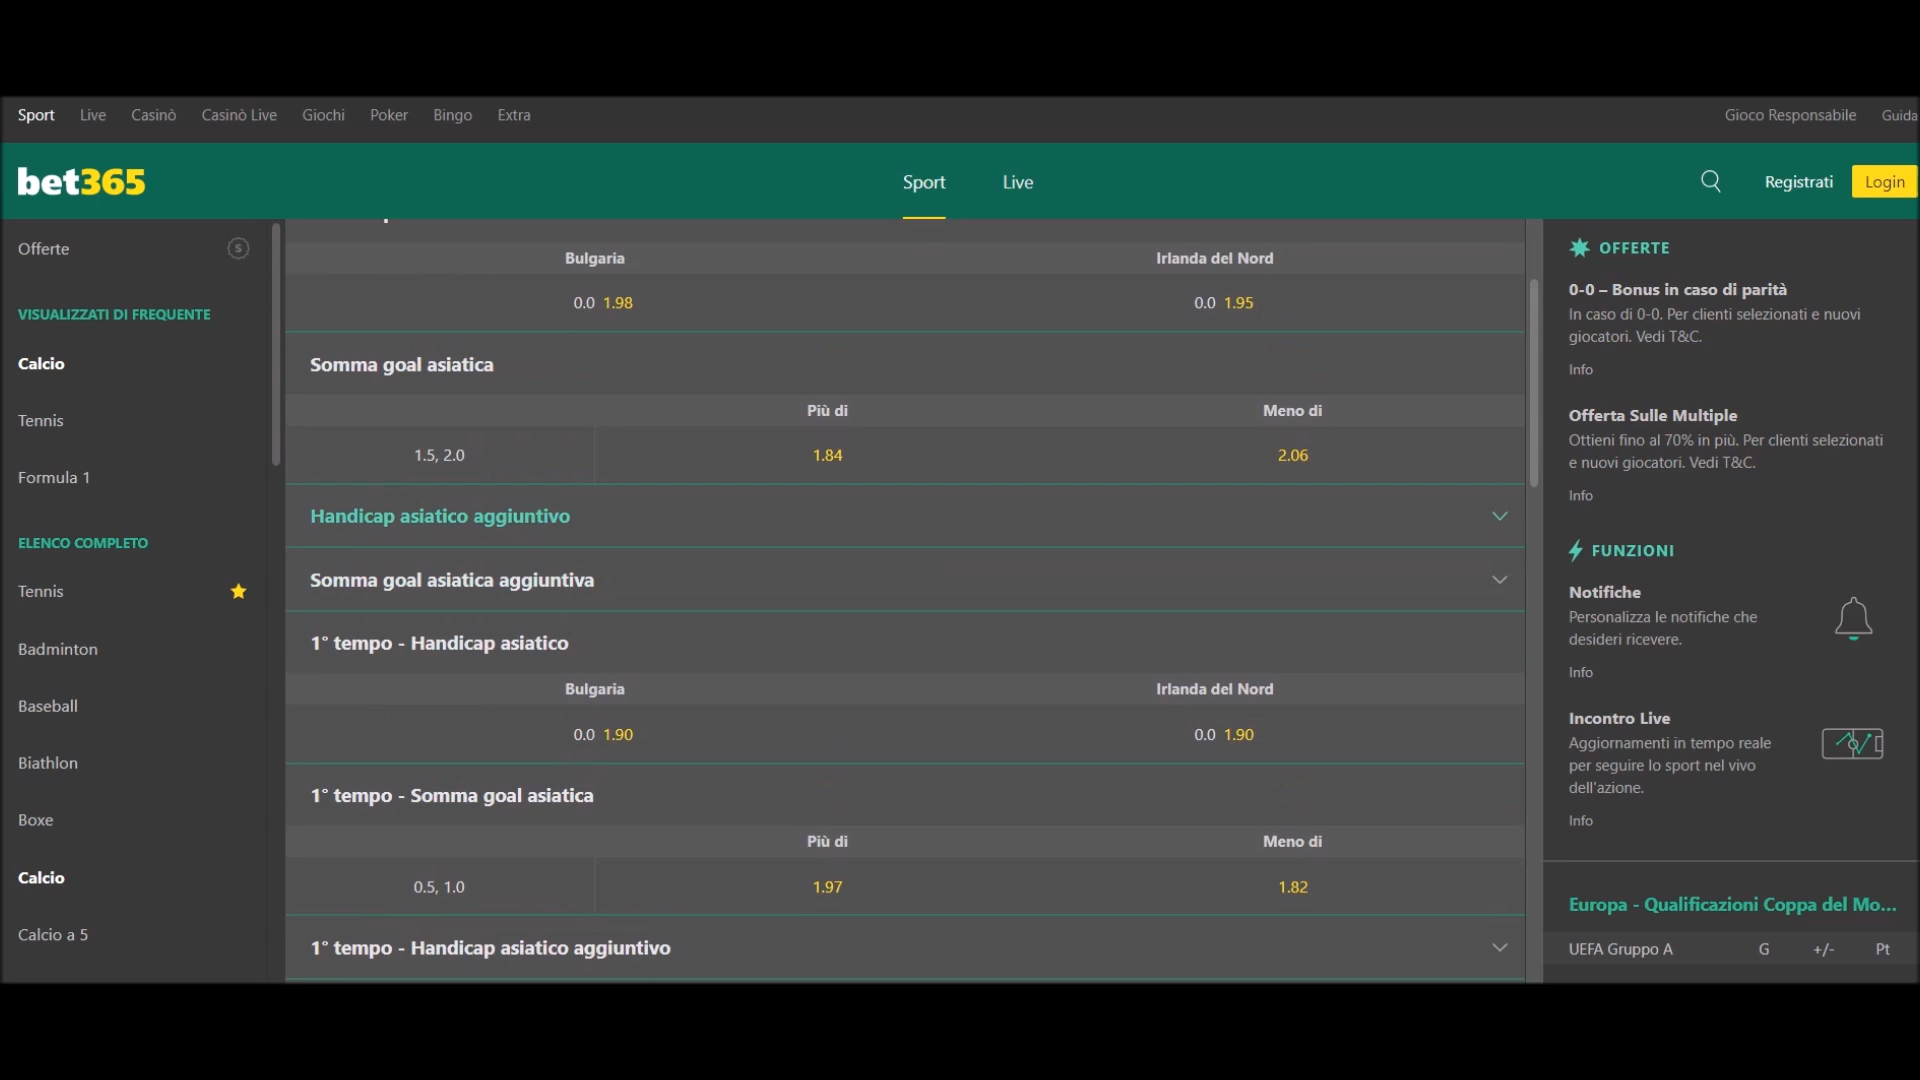 Sport Live Casinò Casinò Live Giochi Poker Bingo Extra Gioco Responsabile Guida
bet365 Sport Live Registrati Login
Offerte S
VISUALIZZATI DI FREQUENTE
Calcio
Tennis
Formula 1
ELENCO COMPLETO
Tennis
Badminton
Baseball
Biathlon
Boxe
Calcio
Calcio a 5
Bulgaria Irlanda del Nord
0.0 1.98 0.0 1.95
Somma goal asiatica
Più di Meno di
1.5, 2.0 1.84 2.06
Handicap asiatico aggiuntivo
Somma goal asiatica aggiuntiva
1° tempo - Handicap asiatico
Bulgaria Irlanda del Nord
0.0 1.90 0.0 1.90
1° tempo - Somma goal asiatica
Più di Meno di
0.5, 1.0 1.97 1.82
1° tempo - Handicap asiatico aggiuntivo
OFFERTE
0-0 – Bonus in caso di parità
In caso di 0-0. Per clienti selezionati e nuovi
giocatori. Vedi T&C.
Info
Offerta Sulle Multiple
Ottieni fino al 70% in più. Per clienti selezionati
e nuovi giocatori. Vedi T&C.
Info
FUNZIONI
Notifiche
Personalizza le notifiche che
desideri ricevere.
Info
Incontro Live
Aggiornamenti in tempo reale
per seguire lo sport nel vivo
dell'azione.
Info
Europa - Qualificazioni Coppa del Mo...
UEFA Gruppo A G +/- Pt